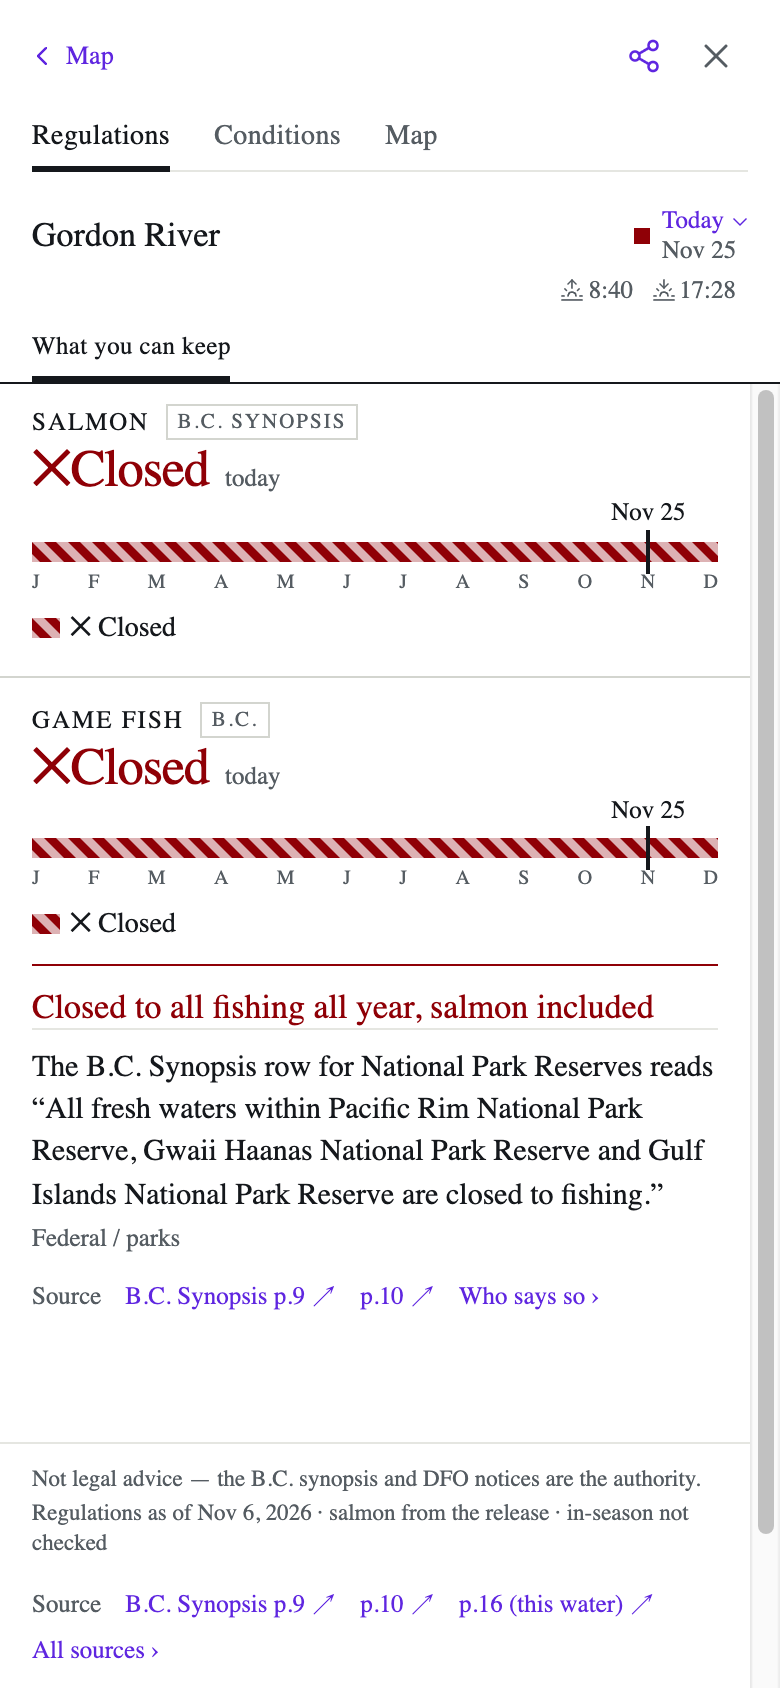 Map
Regulations Conditions Map
Gordon River
Today
Nov 25
8:40 17:28
What you can keep
SALMON B.C. SYNOPSIS
Closed today
Nov 25
J F M A M J J A S O N D
Closed
GAME FISH B.C.
Closed today
Nov 25
J F M A M J J A S O N D
Closed
Closed to all fishing all year, salmon included
The B.C. Synopsis row for National Park Reserves reads
“All fresh waters within Pacific Rim National Park
Reserve, Gwaii Haanas National Park Reserve and Gulf
Islands National Park Reserve are closed to fishing.”
Federal / parks
Source B.C. Synopsis p.9 ↗ p.10 ↗ Who says so ›
Not legal advice — the B.C. synopsis and DFO notices are the authority.
Regulations as of Nov 6, 2026 · salmon from the release · in-season not
checked
Source B.C. Synopsis p.9 ↗ p.10 ↗ p.16 (this water) ↗
All sources ›